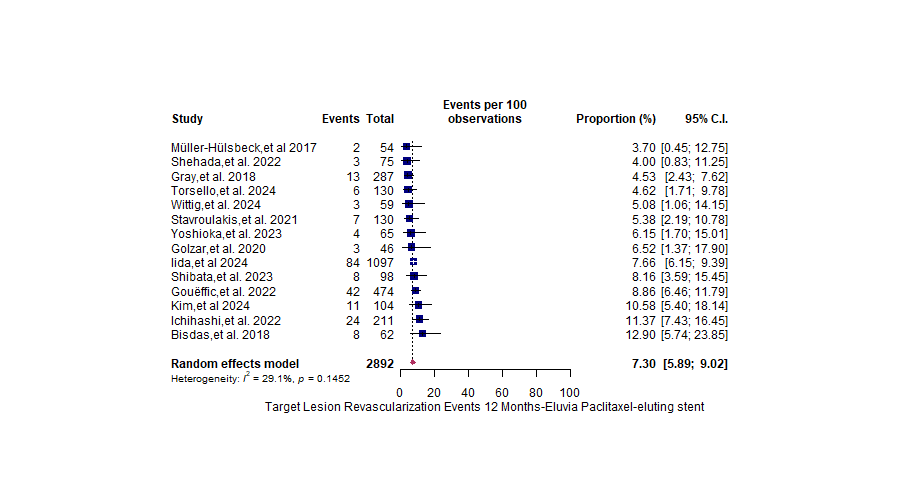 Events per 100
Study Events Total observations Proportion (%) 95% C.I.
Müller-Hülsbeck,et al 2017 2 54 3.70 [0.45; 12.75]
Shehada,et al. 2022 3 75 4.00 [0.83; 11.25]
Gray,et al. 2018 13 287 4.53 [2.43; 7.62]
Torsello,et al. 2024 6 130 4.62 [1.71; 9.78]
Wittig,et al. 2024 3 59 5.08 [1.06; 14.15]
Stavroulakis,et al. 2021 7 130 5.38 [2.19; 10.78]
Yoshioka,et al. 2023 4 65 6.15 [1.70; 15.01]
Golzar,et al. 2020 3 46 6.52 [1.37; 17.90]
Iida,et al 2024 84 1097 7.66 [6.15; 9.39]
Shibata,et al. 2023 8 98 8.16 [3.59; 15.45]
Gouëffic,et al. 2022 42 474 8.86 [6.46; 11.79]
Kim,et al 2024 11 104 10.58 [5.40; 18.14]
Ichihashi,et al. 2022 24 211 11.37 [7.43; 16.45]
Bisdas,et al. 2018 8 62 12.90 [5.74; 23.85]
Random effects model 2892 7.30 [5.89; 9.02]
Heterogeneity: I² = 29.1%, p = 0.1452
0 20 40 60 80 100
Target Lesion Revascularization Events 12 Months-Eluvia Paclitaxel-eluting stent